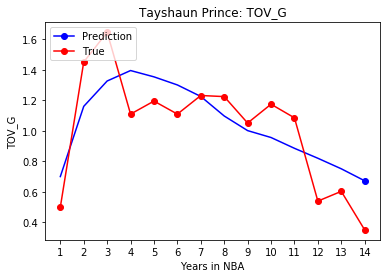 Tayshaun Prince: TOV_G
Prediction
True
TOV_G
1.6
1.4
1.2
1.0
0.8
0.6
0.4
1 2 3 4 5 6 7 8 9 10 11 12 13 14
Years in NBA